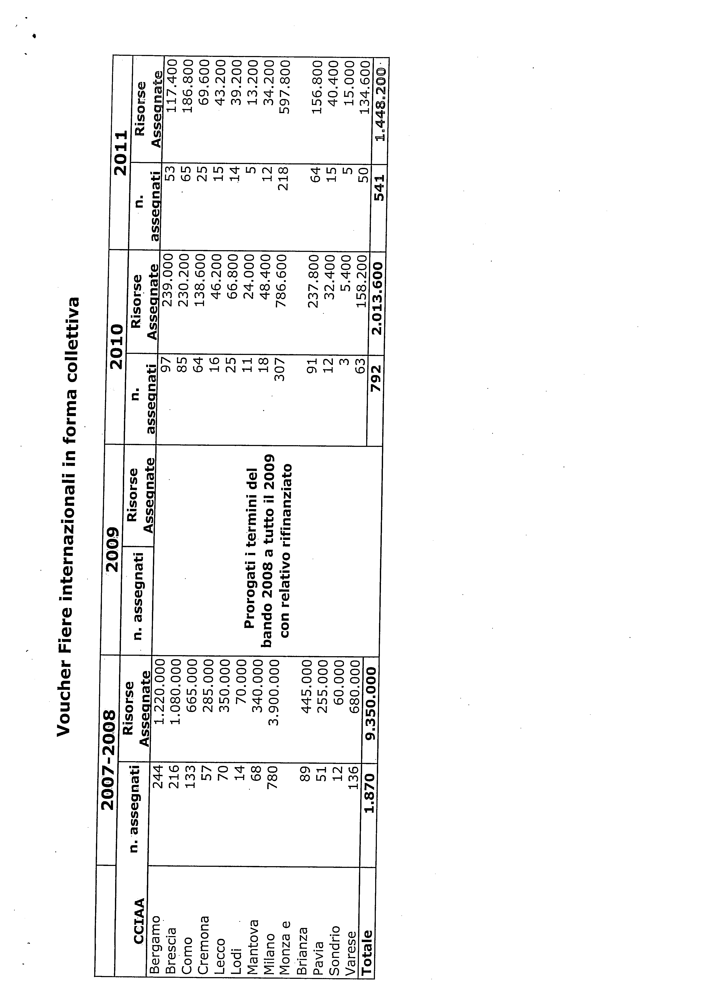 Voucher Fiere internazionali in forma collettiva
2007-2008 2009 2010 2011
CCIAA n. assegnati Risorse Assegnate n. assegnati Risorse Assegnate n. assegnati Risorse Assegnate n. assegnati Risorse Assegnate
Bergamo 244 1.220.000 97 239.000 53 117.400
Brescia 216 1.080.000 85 230.200 65 186.800
Como 133 665.000 64 138.600 25 69.600
Cremona 57 285.000 16 46.200 15 43.200
Lecco 70 350.000 25 66.800 14 39.200
Lodi 14 70.000 11 24.000 5 13.200
Mantova 68 340.000 18 48.400 12 34.200
Milano 780 3.900.000 307 786.600 218 597.800
Monza e
Brianza 89 445.000 91 237.800 64 156.800
Pavia 51 255.000 12 32.400 15 40.400
Sondrio 12 60.000 3 5.400 5 15.000
Varese 136 680.000 63 158.200 50 134.600
Prorogati i termini del
bando 2008 a tutto il 2009
con relativo rifinanziato
Totale 1.870 9.350.000 792 2.013.600 541 1.448.200